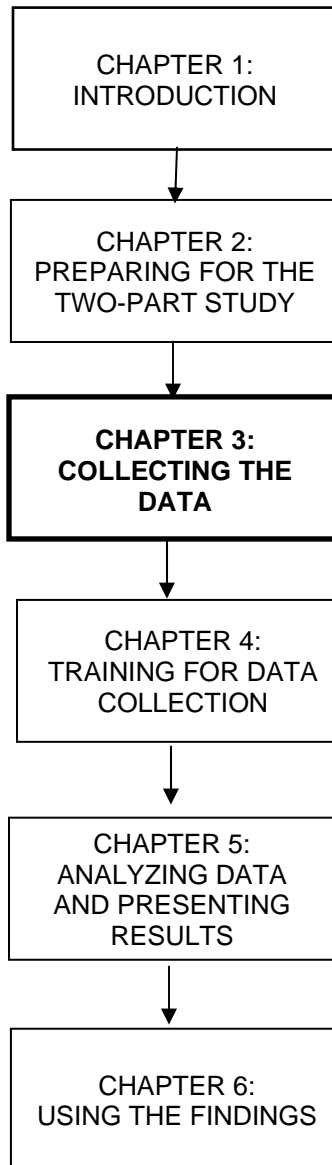 CHAPTER 1:
INTRODUCTION
CHAPTER 2:
PREPARING FOR THE
TWO-PART STUDY
CHAPTER 3:
COLLECTING THE
DATA
CHAPTER 4:
TRAINING FOR DATA
COLLECTION
CHAPTER 5:
ANALYZING DATA
AND PRESENTING
RESULTS
CHAPTER 6:
USING THE FINDINGS